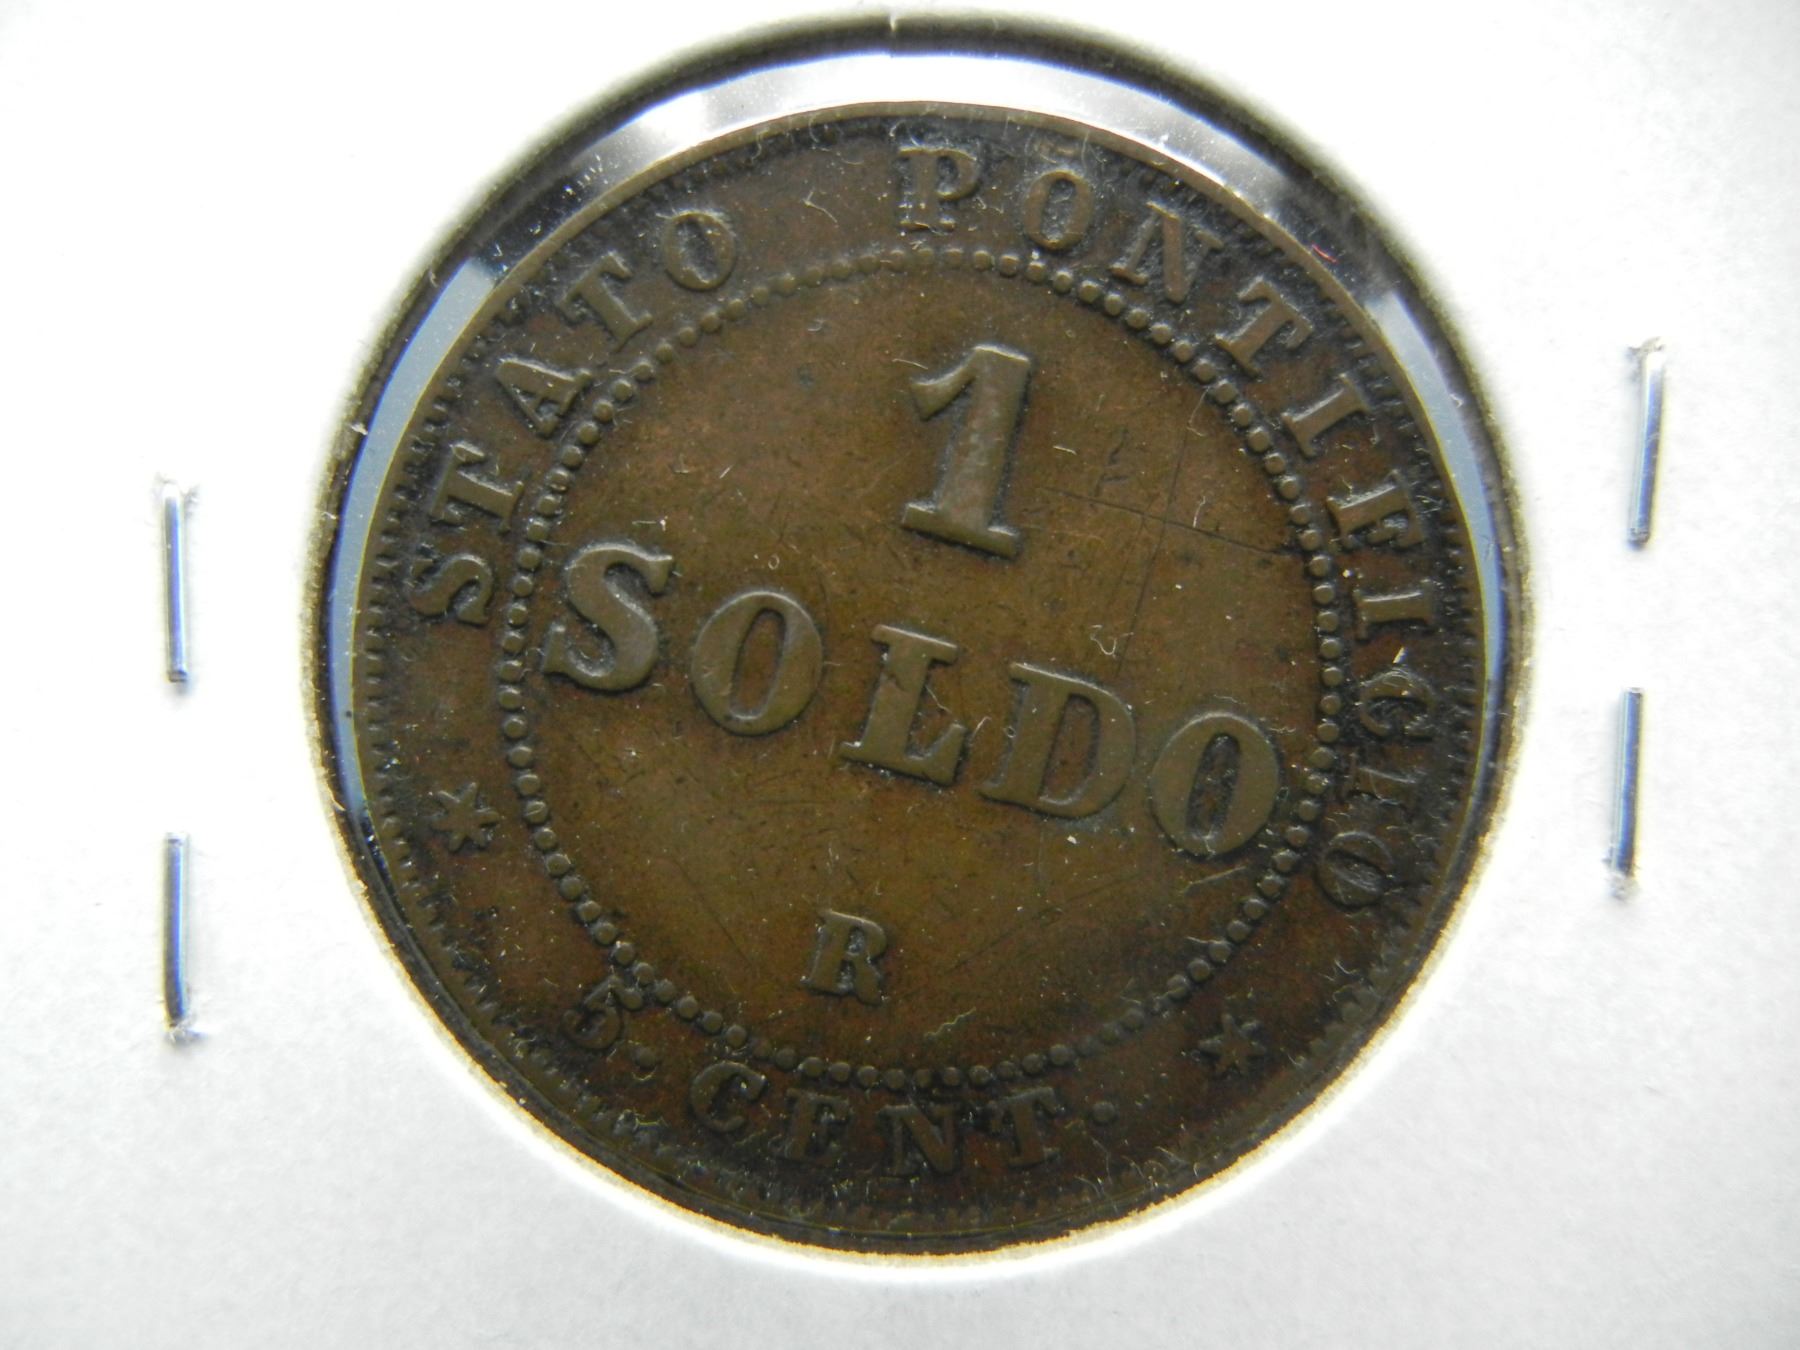 STATO PONTIFICIO
1
SOLDO
R
5. CENT.